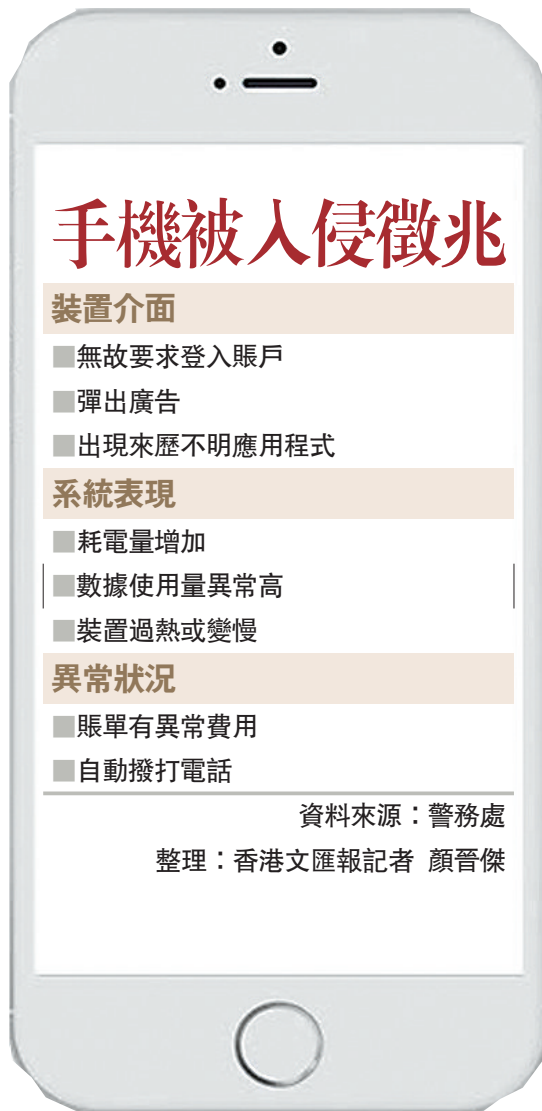 手機被入侵徵兆
裝置介面
■無故要求登入賬戶
■彈出廣告
■出現來歷不明應用程式
系統表現
■耗電量增加
■數據使用量異常高
■裝置過熱或變慢
異常狀況
■賬單有異常費用
■自動撥打電話
資料來源：警務處
整理：香港文匯報記者 顏晉傑